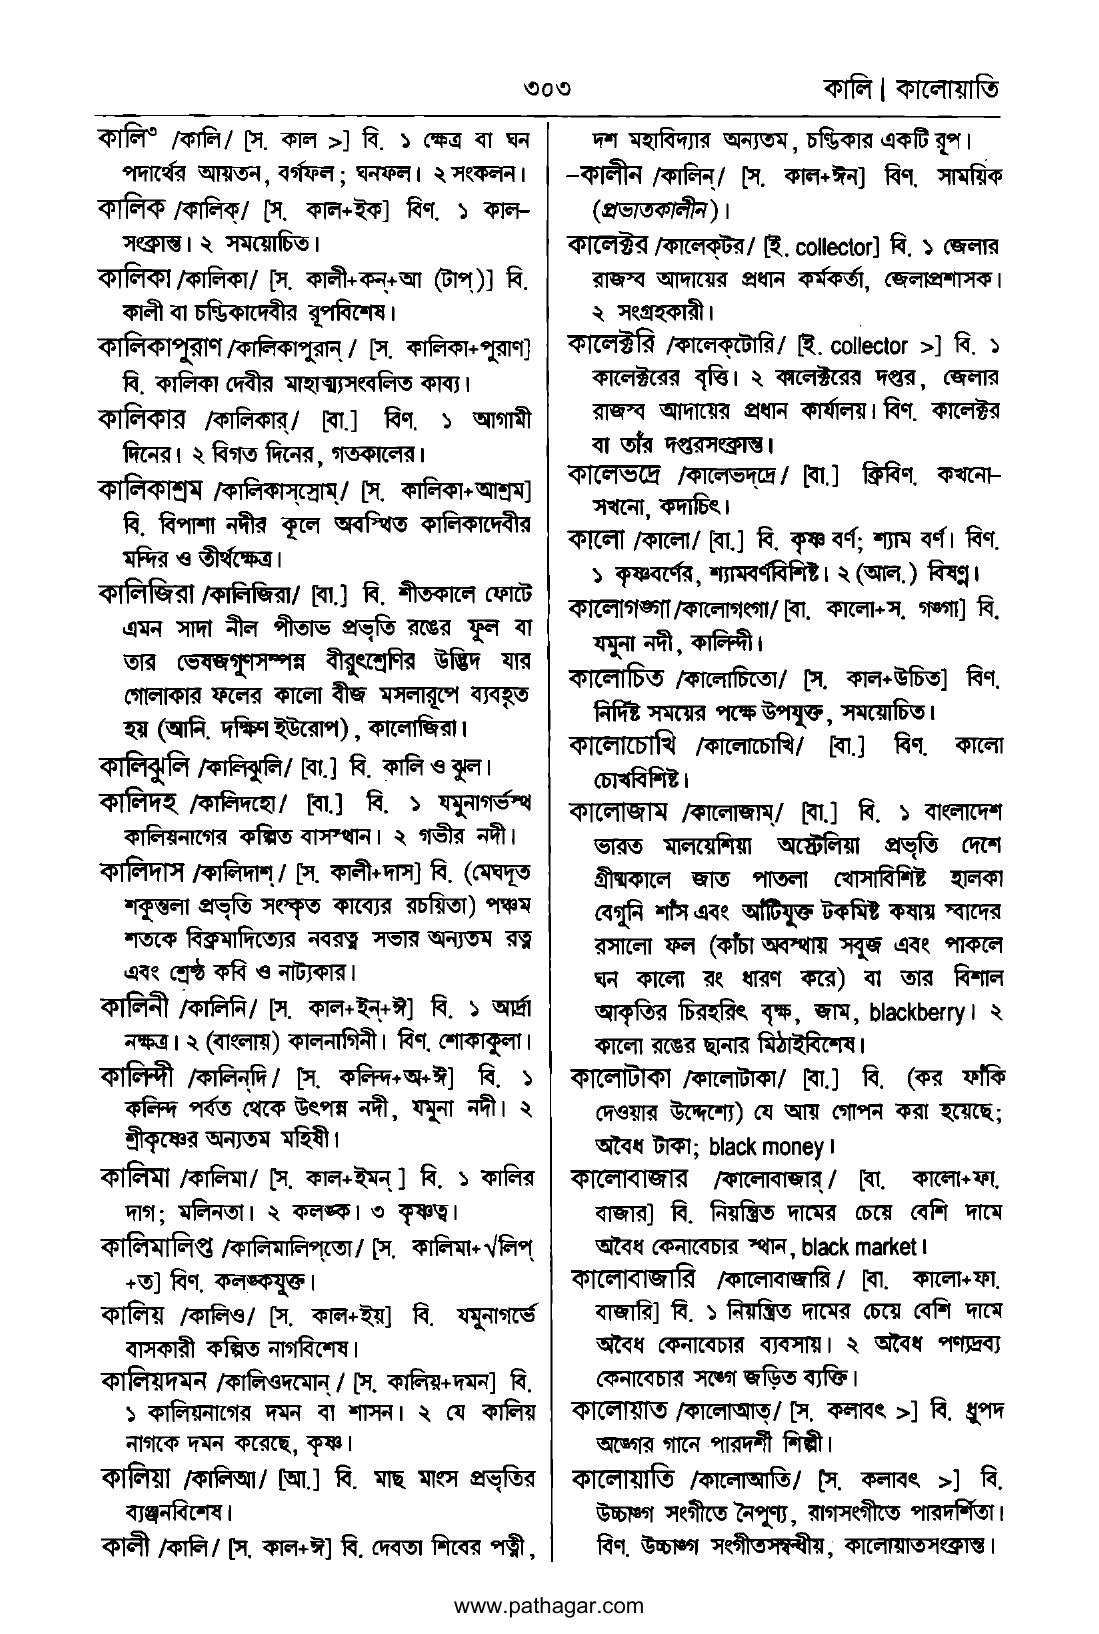 ৩০৩
কালি | কালোয়াতি
কালি৩ /কালি/ [স. কাল >] বি. ১ ক্ষেত্র বা ঘন
পদার্থের আয়তন, বর্গফল; ঘনফল। ২ সংকলন।
কালিক /কালিক্/ [স. কাল+ইক] বিণ. ১ কাল–
সংক্রান্ত। ২ সময়োচিত।
কালিকা /কালিকা/ [স. কালী+কন্+আ (টাপ্)] বি.
কালী বা চণ্ডিকাদেবীর রূপবিশেষ।
কালিকাপুরাণ /কালিকাপুরান্/ [স. কালিকা+পুরাণ]
বি. কালিকা দেবীর মাহাত্ম্যসংবলিত কাব্য।
কালিকার /কালিকার্/ [বা.] বিণ. ১ আগামী
দিনের। ২ বিগত দিনের, গতকালের।
কালিকাশ্রম /কালিকাস্‌স্রোম্/ [স. কালিকা+আশ্রম]
বি. বিপাশা নদীর কূলে অবস্থিত কালিকাদেবীর
মন্দির ও তীর্থক্ষেত্র।
কালিজিরা /কালিজিরা/ [বা.] বি. শীতকালে ফোটে
এমন সাদা নীল পীতাভ প্রভৃতি রঙের ফুল বা
তার ভেষজগুণসম্পন্ন বীরুৎশ্রেণির উদ্ভিদ যার
গোলাকার ফলের কালো বীজ মসলারূপে ব্যবহৃত
হয় (আনি. দক্ষিণ ইউরোপ), কালোজিরা।
কালিঝুলি /কালিঝুলি/ [বা.] বি. কালি ও ঝুল।
কালিদহ /কালিদহো/ [বা.] বি. ১ যমুনাগর্ভস্থ
কালিয়নাগের কল্পিত বাসস্থান। ২ গভীর নদী।
কালিদাস /কালিদাশ্/ [স. কালী+দাস] বি. (মেঘদূত
শকুন্তলা প্রভৃতি সংস্কৃত কাব্যের রচয়িতা) পঞ্চম
শতকে বিক্রমাদিত্যের নবরত্ন সভার অন্যতম রত্ন
এবং শ্রেষ্ঠ কবি ও নাট্যকার।
কালিনী /কালিনি/ [স. কাল+ইন্+ঈ] বি. ১ আর্দ্রা
নক্ষত্র। ২ (বাংলায়) কালনাগিনী। বিণ. শোকাকুলা।
কালিন্দী /কালিন্‌দি/ [স. কলিন্দ+অ+ঈ] বি. ১
কলিন্দ পর্বত থেকে উৎপন্ন নদী, যমুনা নদী। ২
শ্রীকৃষ্ণের অন্যতম মহিষী।
কালিমা /কালিমা/ [স. কাল+ইমন্ ] বি. ১ কালির
দাগ; মলিনতা। ২ কলঙ্ক। ৩ কৃষ্ণত্ব।
কালিমালিপ্ত /কালিমালিপ্‌তো/ [স. কালিমা+√লিপ্
+ত] বিণ. কলঙ্কযুক্ত।
কালিয় /কালিও/ [স. কাল+ইয়] বি. যমুনাগর্ভে
বাসকারী কল্পিত নাগবিশেষ।
কালিয়দমন /কালিওদমোন্/ [স. কালিয়+দমন] বি.
১ কালিয়নাগের দমন বা শাসন। ২ যে কালিয়
নাগকে দমন করেছে, কৃষ্ণ।
কালিয়া /কালিআ/ [আ.] বি. মাছ মাংস প্রভৃতির
ব্যঞ্জনবিশেষ।
কালী /কালি/ [স. কাল+ঈ] বি. দেবতা শিবের পত্নী,
দশ মহাবিদ্যার অন্যতম, চণ্ডিকার একটি রূপ।
–কালীন /কালিন্/ [স. কাল+ঈন] বিণ. সাময়িক
(প্রভাতকালীন)।
কালেক্টর /কালেক্‌টর/ [ই. collector] বি. ১ জেলার
রাজস্ব আদায়ের প্রধান কর্মকর্তা, জেলাপ্রশাসক।
২ সংগ্রহকারী।
কালেক্টরি /কালেক্‌টোরি/ [ই. collector >] বি. ১
কালেক্টরের বৃত্তি। ২ কালেক্টরের দপ্তর, জেলার
রাজস্ব আদায়ের প্রধান কার্যালয়। বিণ. কালেক্টর
বা তাঁর দপ্তরসংক্রান্ত।
কালেভদ্রে /কালেভদ্‌দ্রে/ [বা.] ক্রিবিণ. কখনো–
সখনো, কদাচিৎ।
কালো /কালো/ [বা.] বি. কৃষ্ণ বর্ণ; শ্যাম বর্ণ। বিণ.
১ কৃষ্ণবর্ণের, শ্যামবর্ণবিশিষ্ট। ২ (আল.) বিষণ্ন।
কালোগঙ্গা /কালোগংগা/ [বা. কালো+স. গঙ্গা] বি.
যমুনা নদী, কালিন্দী।
কালোচিত /কালোচিতো/ [স. কাল+উচিত] বিণ.
নির্দিষ্ট সময়ের পক্ষে উপযুক্ত, সময়োচিত।
কালোচোখি /কালোচোখি/ [বা.] বিণ. কালো
চোখবিশিষ্ট।
কালোজাম /কালোজাম্/ [বা.] বি. ১ বাংলাদেশ
ভারত মালয়েশিয়া অস্ট্রেলিয়া প্রভৃতি দেশে
গ্রীষ্মকালে জাত পাতলা খোসাবিশিষ্ট হালকা
বেগুনি শাঁস এবং আঁটিযুক্ত টকমিষ্ট কষায় স্বাদের
রসালো ফল (কাঁচা অবস্থায় সবুজ এবং পাকলে
ঘন কালো রং ধারণ করে) বা তার বিশাল
আকৃতির চিরহরিৎ বৃক্ষ, জাম, blackberry। ২
কালো রঙের ছানার মিঠাইবিশেষ।
কালোটাকা /কালোটাকা/ [বা.] বি. (কর ফাঁকি
দেওয়ার উদ্দেশ্যে) যে আয় গোপন করা হয়েছে;
অবৈধ টাকা; black money।
কালোবাজার /কালোবাজার্/ [বা. কালো+ফা.
বাজার] বি. নিয়ন্ত্রিত দামের চেয়ে বেশি দামে
অবৈধ কেনাবেচার স্থান, black market।
কালোবাজারি /কালোবাজারি/ [বা. কালো+ফা.
বাজারি] বি. ১ নিয়ন্ত্রিত দামের চেয়ে বেশি দামে
অবৈধ কেনাবেচার ব্যবসায়। ২ অবৈধ পণ্যদ্রব্য
কেনাবেচার সঙ্গে জড়িত ব্যক্তি।
কালোয়াত /কালোআত্/ [স. কলাবৎ >] বি. ধ্রুপদ
অঙ্গের গানে পারদর্শী শিল্পী।
কালোয়াতি /কালোআতি/ [স. কলাবৎ >] বি.
উচ্চাঙ্গ সংগীতে নৈপুণ্য, রাগসংগীতে পারদর্শিতা।
বিণ. উচ্চাঙ্গ সংগীতসম্বন্ধীয়, কালোয়াতসংক্রান্ত।
www.pathagar.com